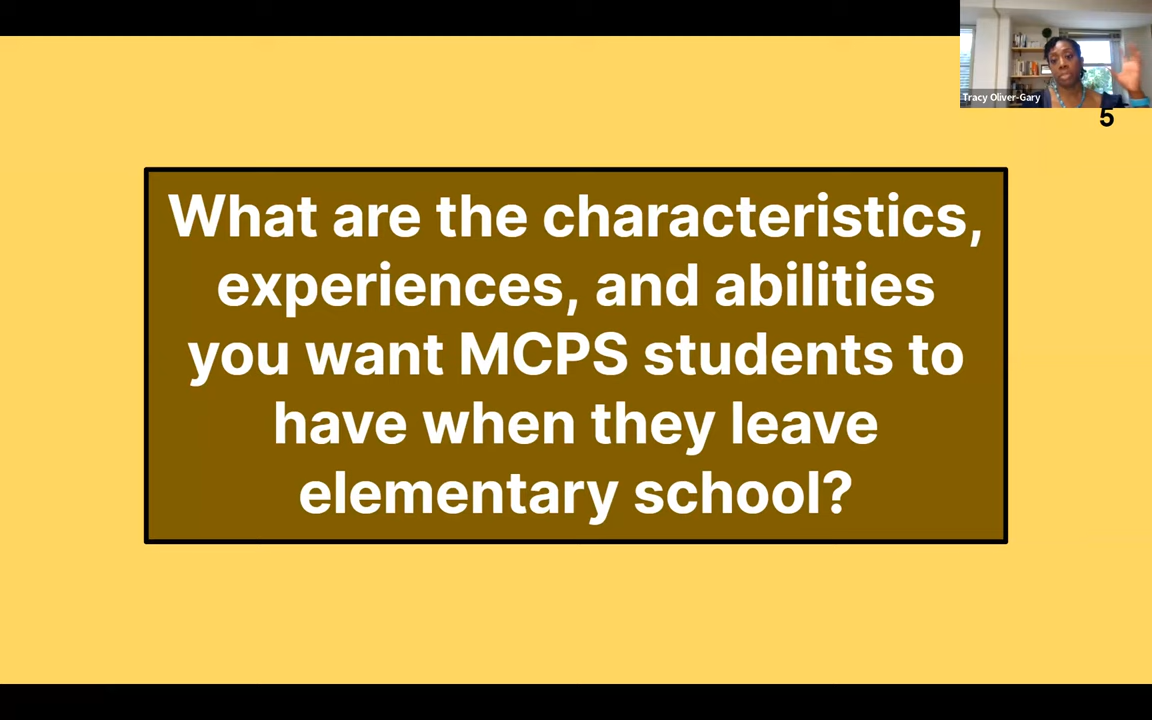 Tracy Oliver-Gary
5
What are the characteristics,
experiences, and abilities
you want MCPS students to
have when they leave
elementary school?